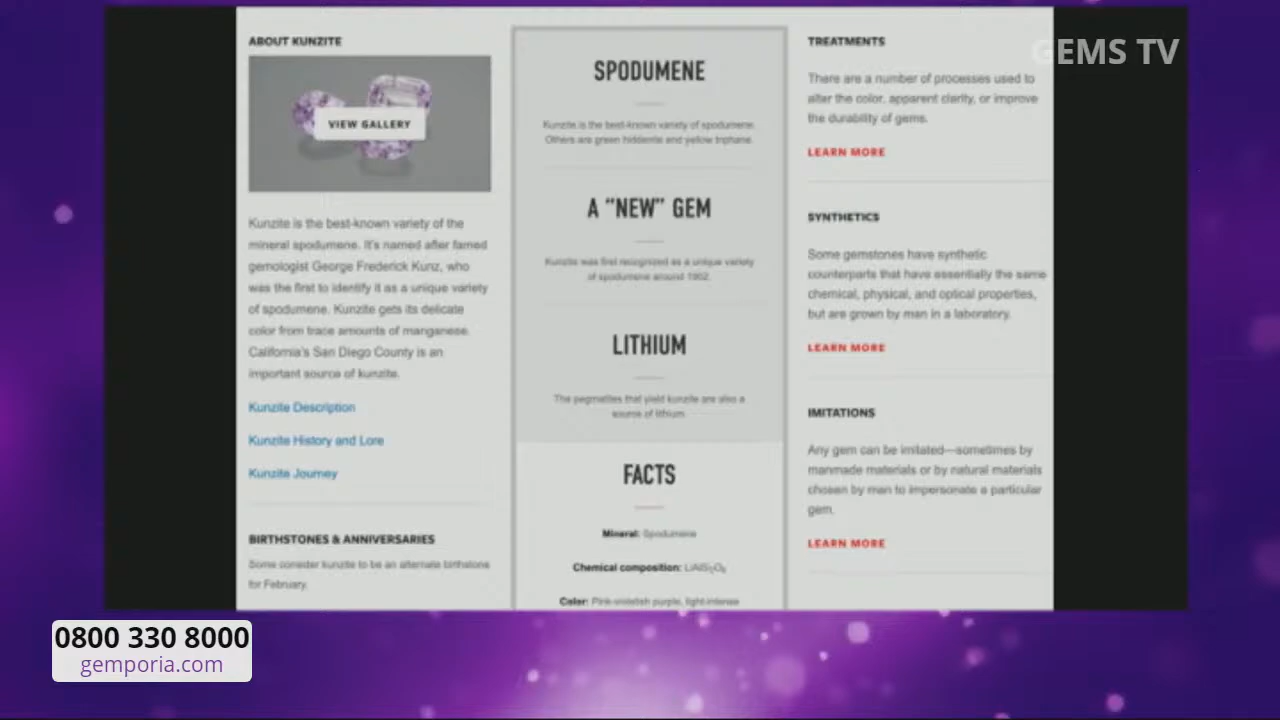 GEMS TV
ABOUT KUNZITE
VIEW GALLERY
Kunzite is the best-known variety of the
mineral spodumene. It's named after famed
gemologist George Frederick Kunz, who
was the first to identify it as a unique variety
of spodumene. Kunzite gets its delicate
color from trace amounts of manganese.
California's San Diego County is an
important source of kunzite.
Kunzite Description
Kunzite History and Lore
Kunzite Journey
BIRTHSTONES & ANNIVERSARIES
Some consider kunzite to be an alternate birthstone
for February.
SPODUMENE
Kunzite is the best-known variety of spodumene.
Others are green hiddenite and yellow triphane.
A "NEW" GEM
Kunzite was first recognized as a unique variety
of spodumene around 1902.
LITHIUM
The pegmatites that yield kunzite are also a
source of lithium.
FACTS
Mineral: Spodumene
Chemical composition: LiAlSi₂O₆
Color: Pink-violetish purple, light-intense
TREATMENTS
There are a number of processes used to
alter the color, apparent clarity, or improve
the durability of gems.
LEARN MORE
SYNTHETICS
Some gemstones have synthetic
counterparts that have essentially the same
chemical, physical, and optical properties,
but are grown by man in a laboratory.
LEARN MORE
IMITATIONS
Any gem can be imitated—sometimes by
manmade materials or by natural materials
chosen by man to impersonate a particular
gem.
LEARN MORE
0800 330 8000
gemporia.com